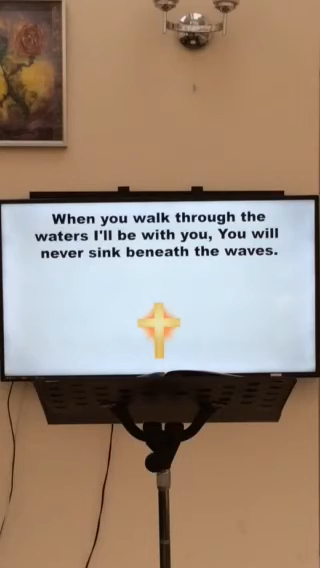 When you walk through the
waters I'll be with you, You will
never sink beneath the waves.